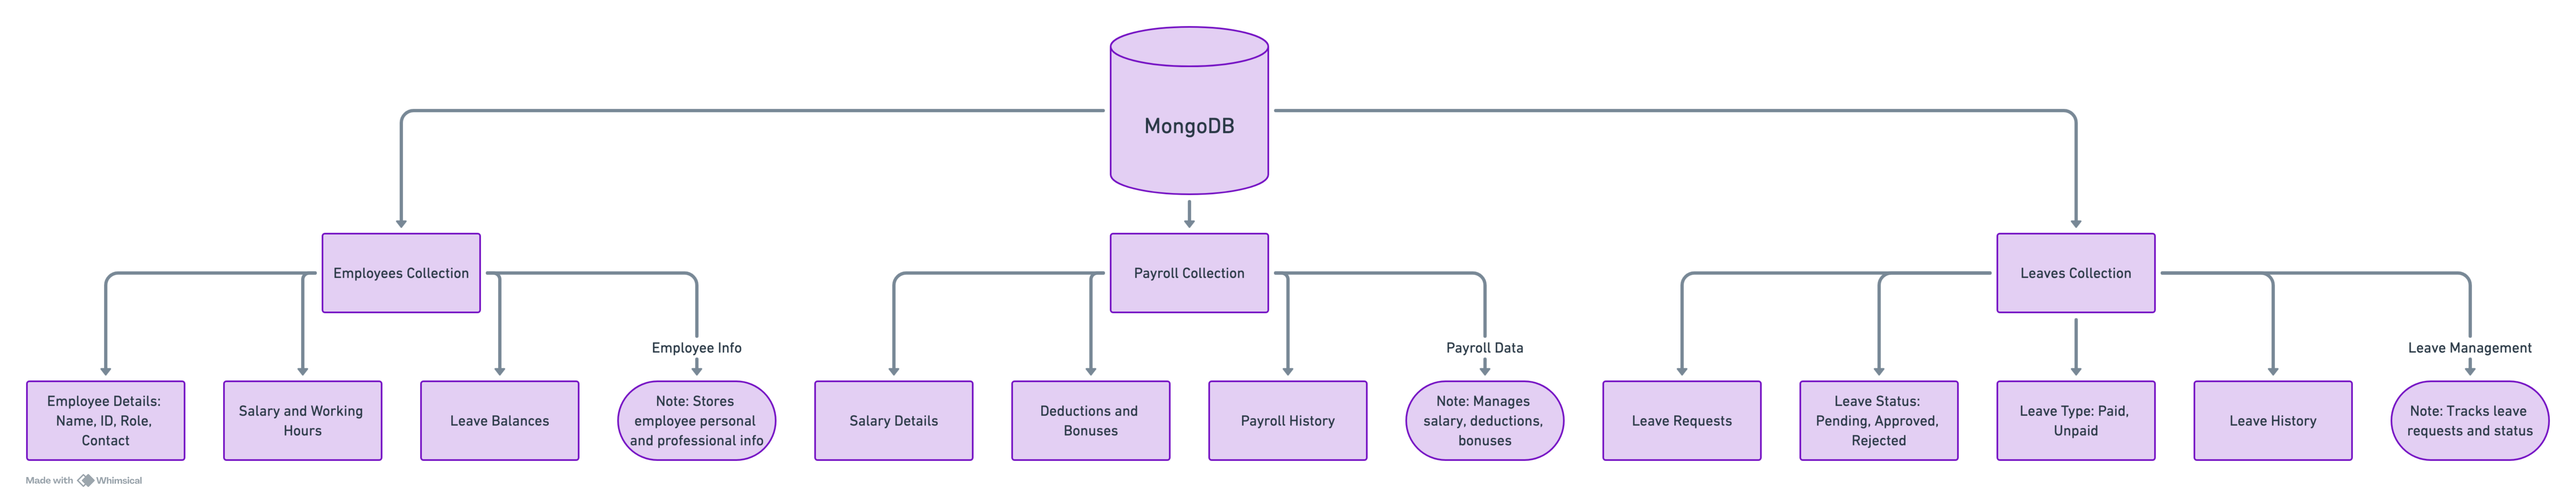 MongoDB
Employees Collection
Payroll Collection
Leaves Collection
Employee Info
Payroll Data
Leave Management
Employee Details:
Name, ID, Role,
Contact
Salary and Working
Hours
Leave Balances
Note: Stores
employee personal
and professional info
Salary Details
Deductions and
Bonuses
Payroll History
Note: Manages
salary, deductions,
bonuses
Leave Requests
Leave Status:
Pending, Approved,
Rejected
Leave Type: Paid,
Unpaid
Leave History
Note: Tracks leave
requests and status
Made with Whimsical